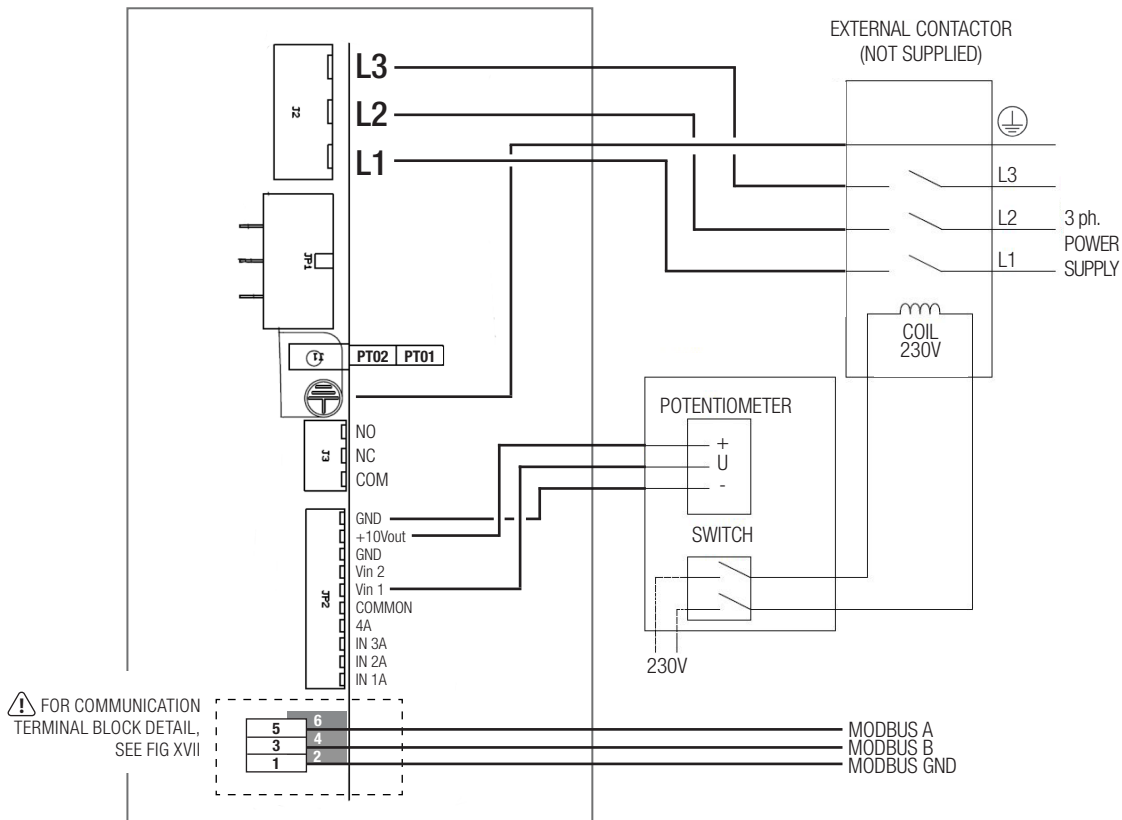 EXTERNAL CONTACTOR
(NOT SUPPLIED)
J2
L3
L2
L1
L3
L2
L1
3 ph.
POWER
SUPPLY
JP1
COIL
230V
J1
PT02 PT01
J3
NO
NC
COM
POTENTIOMETER
+
U
-
SWITCH
230V
JP2
GND
+10Vout
GND
Vin 2
Vin 1
COMMON
4A
IN 3A
IN 2A
IN 1A
⚠ FOR COMMUNICATION
TERMINAL BLOCK DETAIL,
SEE FIG XVII
5 6
3 4
1 2
MODBUS A
MODBUS B
MODBUS GND